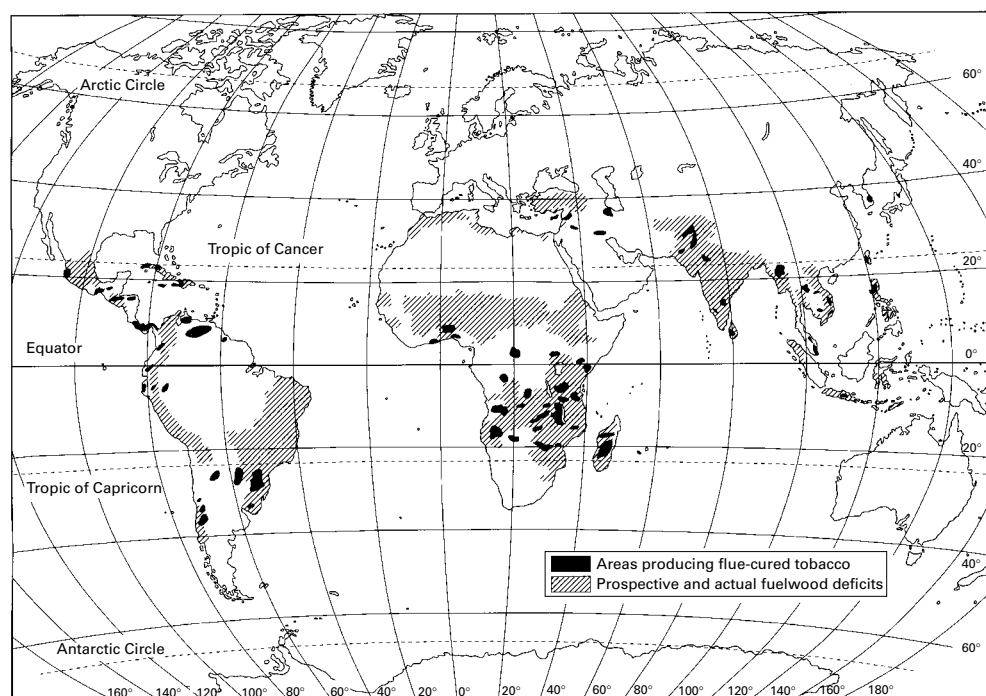 Arctic Circle
60°
40°
Tropic of Cancer
20°
Equator
0°
20°
Tropic of Capricorn
Areas producing flue-cured tobacco
Prospective and actual fuelwood deficits
40°
Antarctic Circle
60°
160° 140° 120° 100° 80° 60° 40° 20° 0° 20° 40° 60° 80° 100° 120° 140° 160° 180°